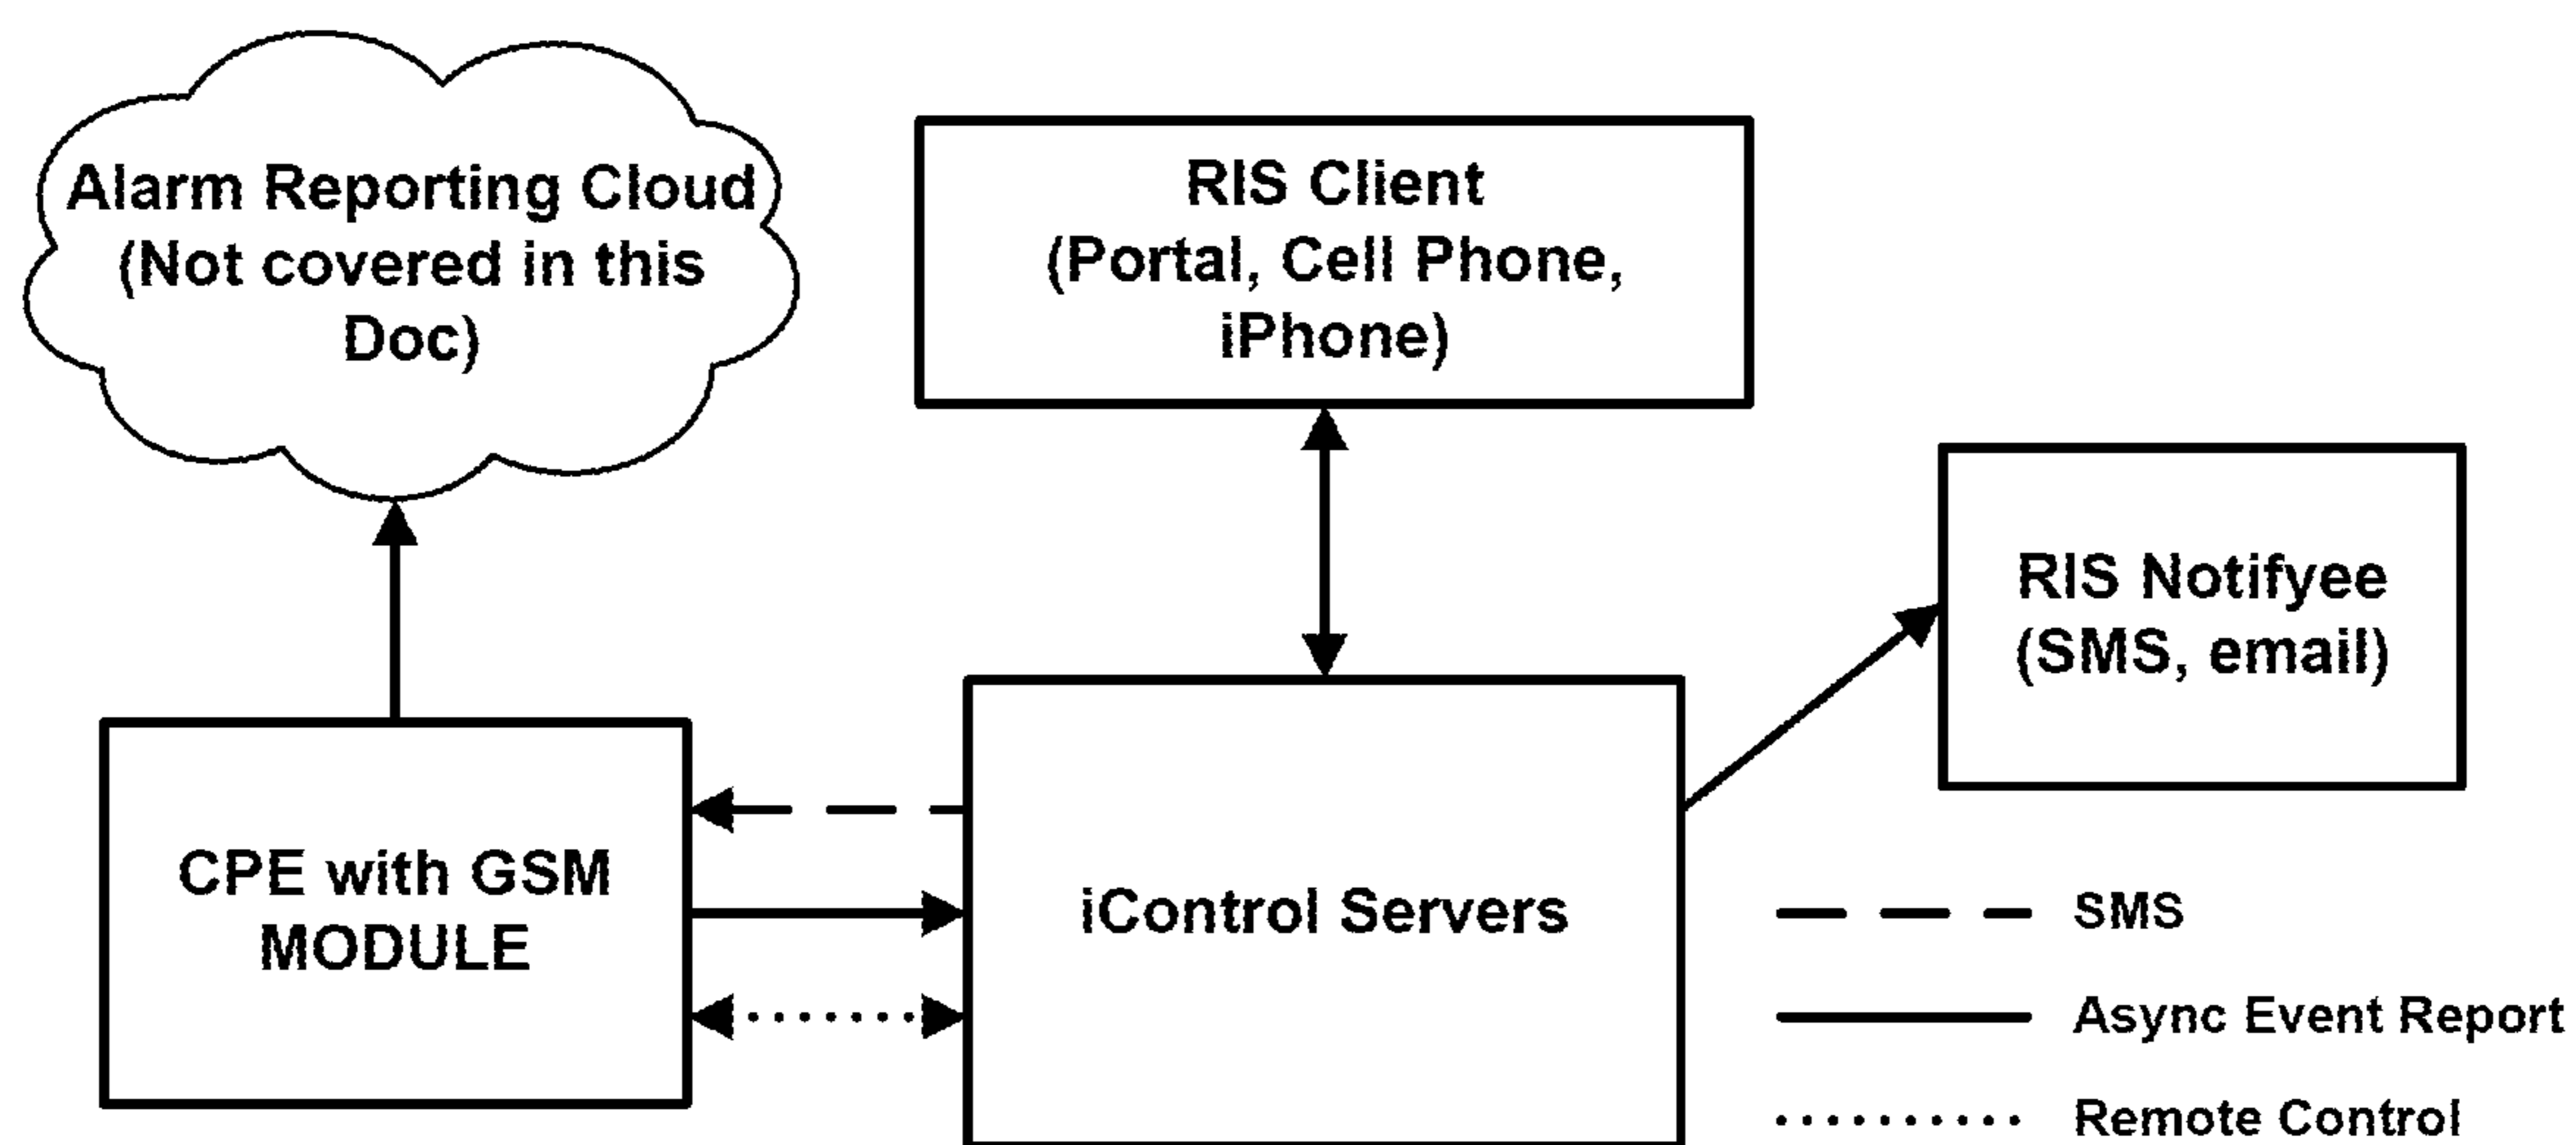 Alarm Reporting Cloud
(Not covered in this
Doc)
RIS Client
(Portal, Cell Phone,
iPhone)
RIS Notifyee
(SMS, email)
CPE with GSM
MODULE
iControl Servers
SMS
Async Event Report
Remote Control